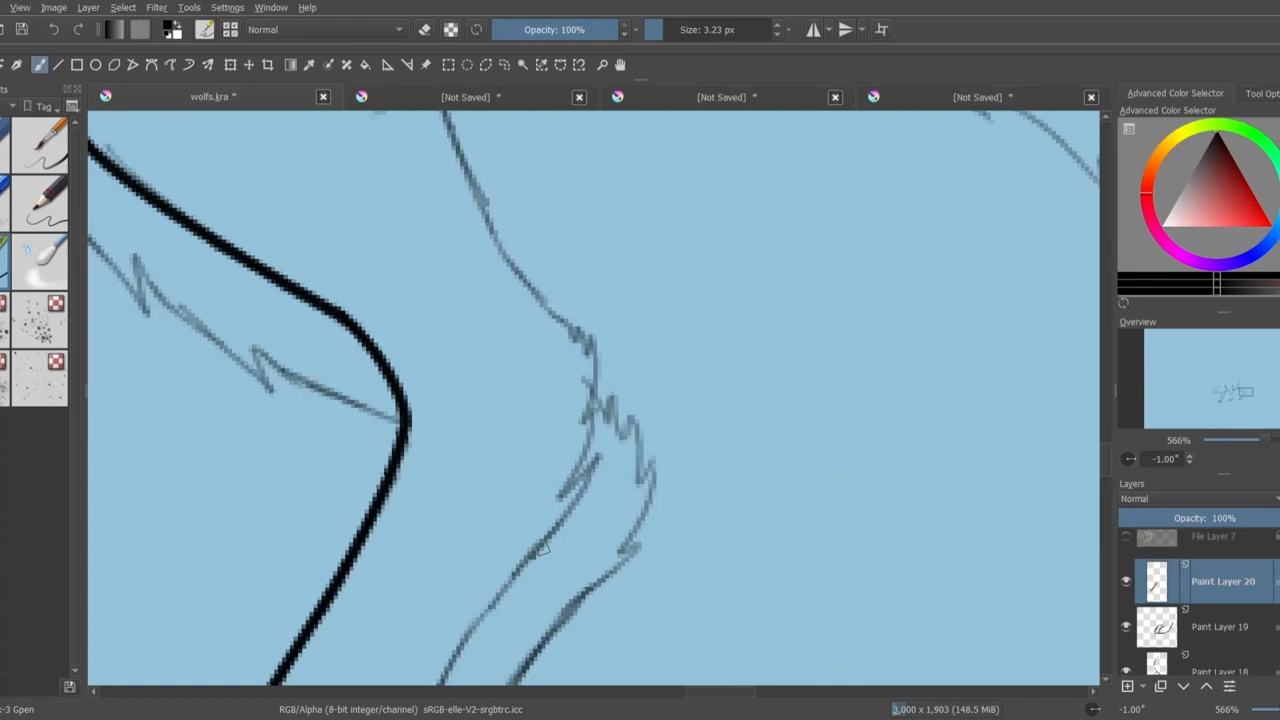 View Image Layer Select Filter Tools Settings Window Help
Normal Opacity: 100% Size: 3.23 px
ts wolfs.kra * [Not Saved] * [Not Saved] * [Not Saved] * Advanced Color Selector Tool Opt
Tag
Advanced Color Selector
Overview
566%
-1.00°
Layers
Normal
Opacity: 100%
File Layer 7
Paint Layer 20
Paint Layer 19
Paint Layer 18
k-3 Gpen RGB/Alpha (8-bit integer/channel) sRGB-elle-V2-srgbtrc.icc 3,000 x 1,903 (148.5 MiB) -1.00° 566%